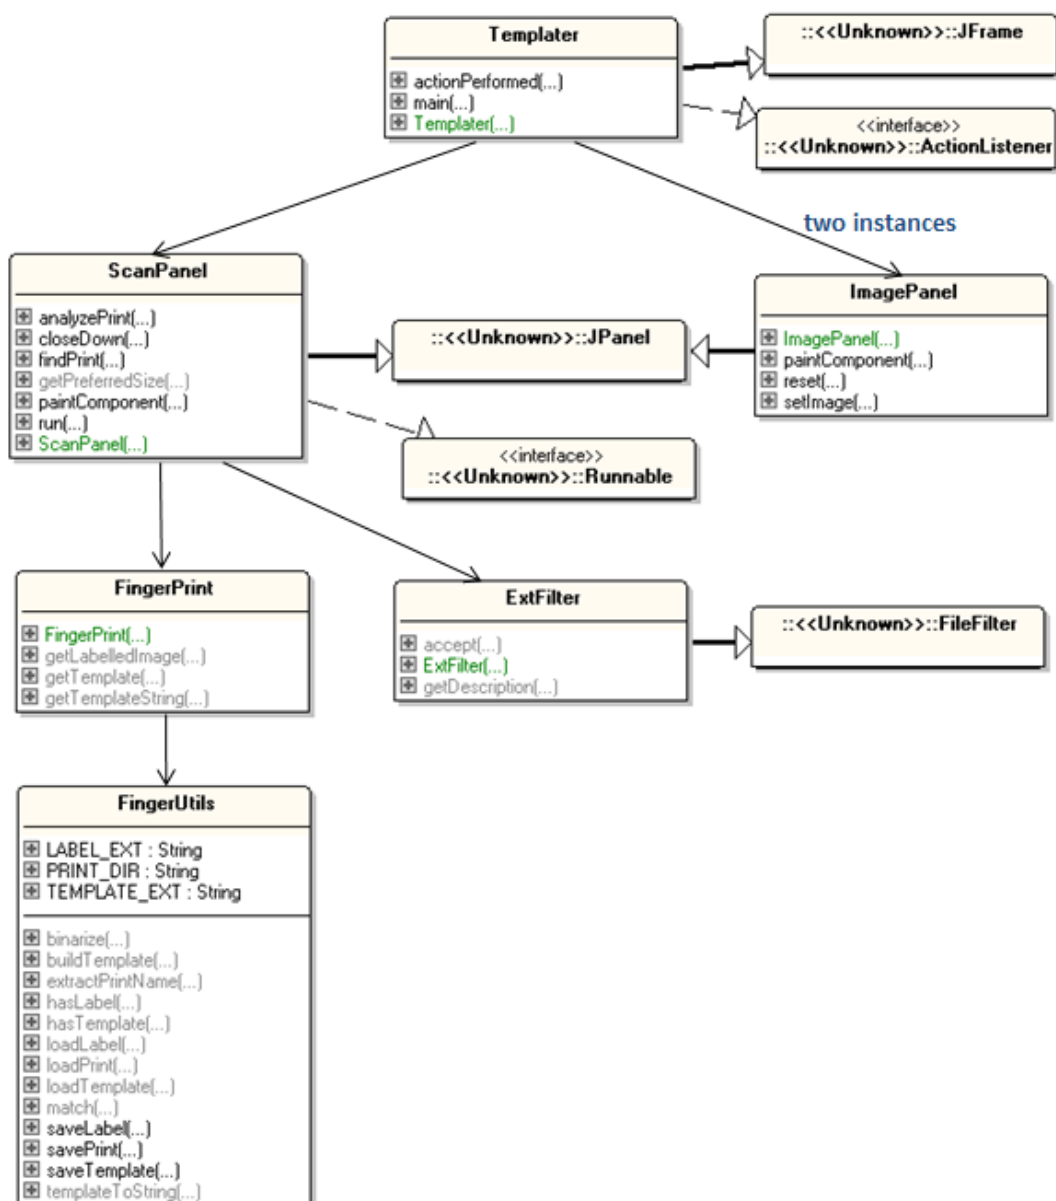 Templater
actionPerformed(...)
main(...)
Templater(...)
::<<Unknown>>::JFrame
<<interface>>
::<<Unknown>>::ActionListener
two instances
ScanPanel
analyzePrint(...)
closeDown(...)
findPrint(...)
getPreferredSize(...)
paintComponent(...)
run(...)
ScanPanel(...)
::<<Unknown>>::JPanel
ImagePanel
ImagePanel(...)
paintComponent(...)
reset(...)
setImage(...)
<<interface>>
::<<Unknown>>::Runnable
FingerPrint
FingerPrint(...)
getLabelledImage(...)
getTemplate(...)
getTemplateString(...)
ExtFilter
accept(...)
ExtFilter(...)
getDescription(...)
::<<Unknown>>::FileFilter
FingerUtils
LABEL_EXT : String
PRINT_DIR : String
TEMPLATE_EXT : String
binarize(...)
buildTemplate(...)
extractPrintName(...)
hasLabel(...)
hasTemplate(...)
loadLabel(...)
loadPrint(...)
loadTemplate(...)
match(...)
saveLabel(...)
savePrint(...)
saveTemplate(...)
templateToString(...)